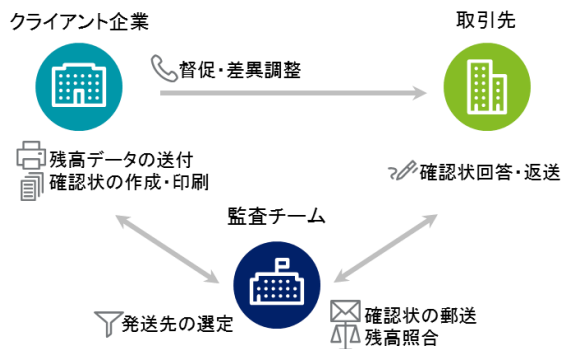 クライアント企業
取引先
督促・差異調整
残高データの送付
確認状の作成・印刷
確認状回答・返送
監査チーム
発送先の選定
確認状の郵送
残高照合